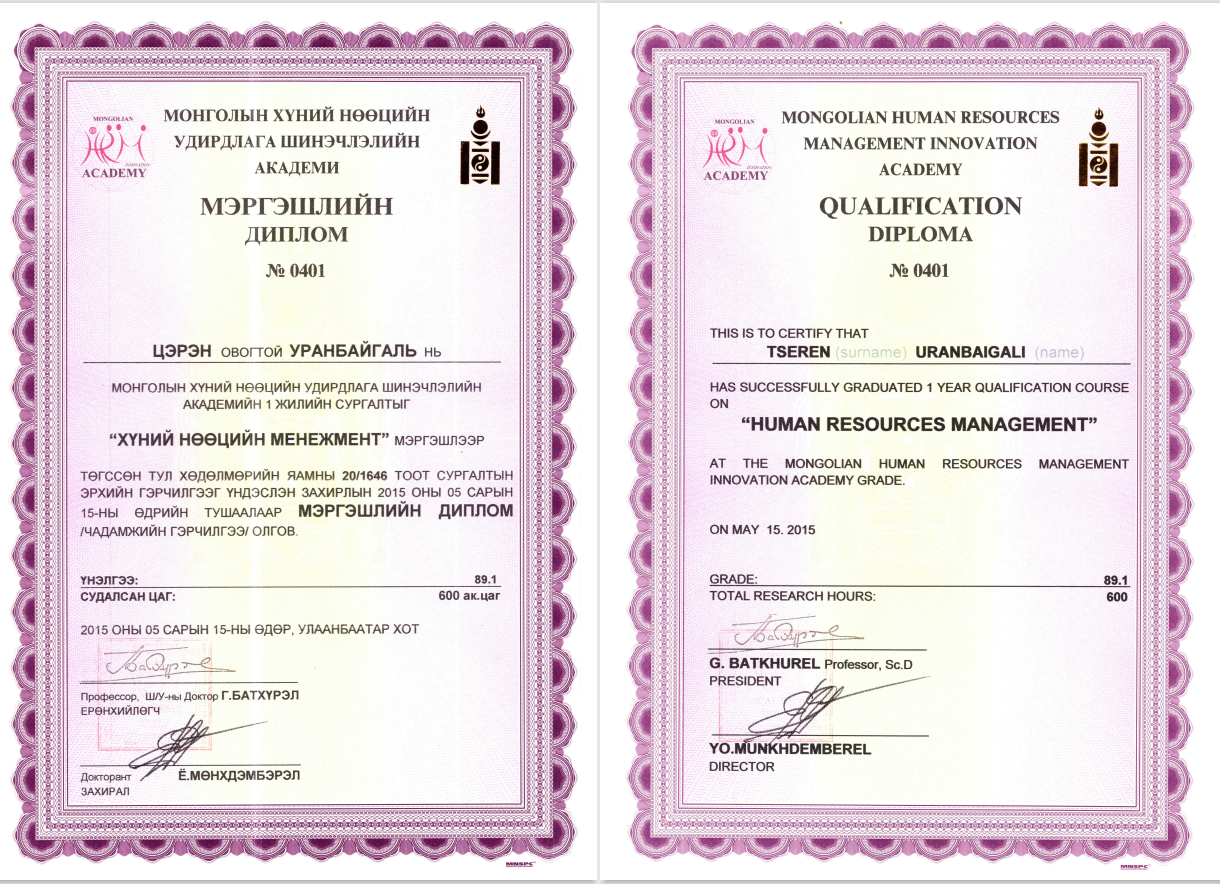 MONGOLIAN
INNOVATION
ACADEMY
МОНГОЛЫН ХҮНИЙ НӨӨЦИЙН
УДИРДЛАГА ШИНЭЧЛЭЛИЙН
АКАДЕМИ
МЭРГЭШЛИЙН
ДИПЛОМ
№ 0401
ЦЭРЭН ОВОГТОЙ УРАНБАЙГАЛЬ НЬ
МОНГОЛЫН ХҮНИЙ НӨӨЦИЙН УДИРДЛАГА ШИНЭЧЛЭЛИЙН
АКАДЕМИЙН 1 ЖИЛИЙН СУРГАЛТЫГ
“ХҮНИЙ НӨӨЦИЙН МЕНЕЖМЕНТ” МЭРГЭШЛЭЭР
ТӨГССӨН ТУЛ ХӨДӨЛМӨРИЙН ЯАМНЫ 20/1646 ТООТ СУРГАЛТЫН
ЭРХИЙН ГЭРЧИЛГЭЭГ ҮНДЭСЛЭН ЗАХИРЛЫН 2015 ОНЫ 05 САРЫН
15-НЫ ӨДРИЙН ТУШААЛААР МЭРГЭШЛИЙН ДИПЛОМ
/ЧАДАМЖИЙН ГЭРЧИЛГЭЭ/ ОЛГОВ.
ҮНЭЛГЭЭ: 89.1
СУДАЛСАН ЦАГ: 600 ак.цаг
2015 ОНЫ 05 САРЫН 15-НЫ ӨДӨР, УЛААНБААТАР ХОТ
Профессор, Ш/У-ны Доктор Г.БАТХҮРЭЛ
ЕРӨНХИЙЛӨГЧ
Докторант Ё.МӨНХДЭМБЭРЭЛ
ЗАХИРАЛ
MNSPC
MONGOLIAN
INNOVATION
ACADEMY
MONGOLIAN HUMAN RESOURCES
MANAGEMENT INNOVATION
ACADEMY
QUALIFICATION
DIPLOMA
№ 0401
THIS IS TO CERTIFY THAT
TSEREN (surname) URANBAIGALI (name)
HAS SUCCESSFULLY GRADUATED 1 YEAR QUALIFICATION COURSE
ON
“HUMAN RESOURCES MANAGEMENT”
AT THE MONGOLIAN HUMAN RESOURCES MANAGEMENT
INNOVATION ACADEMY GRADE.
ON MAY 15. 2015
GRADE: 89.1
TOTAL RESEARCH HOURS: 600
G. BATKHUREL Professor, Sc.D
PRESIDENT
YO.MUNKHDEMBEREL
DIRECTOR
MNSPC